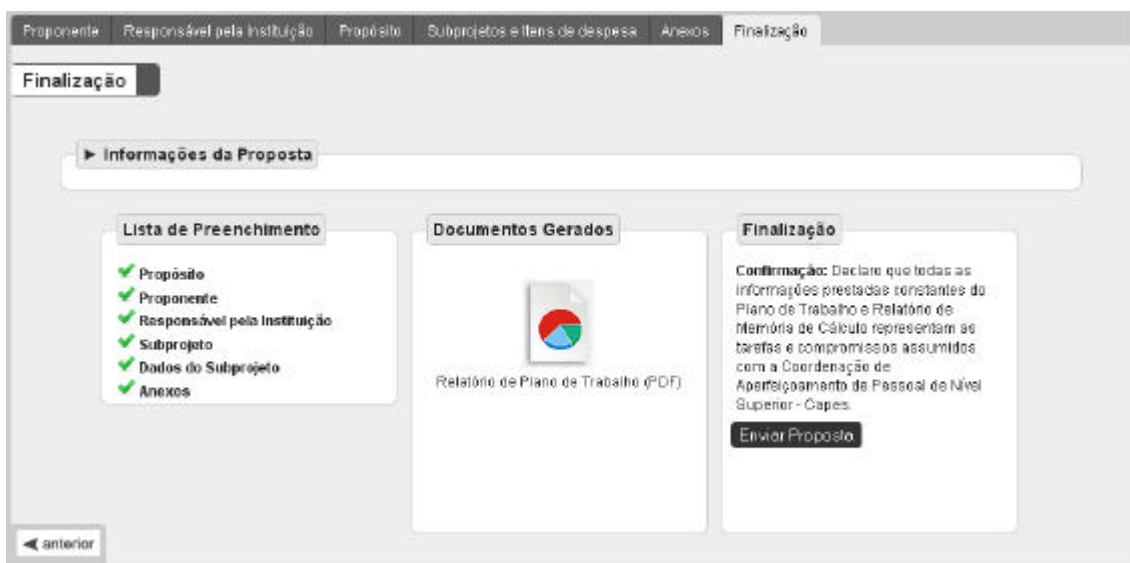 Proponente Responsável pela Instituição Propósito Subprojetos e Itens de despesa Anexos Finalização
Finalização
► Informações da Proposta
Lista de Preenchimento
Propósito
Proponente
Responsável pela Instituição
Subprojeto
Dados do Subprojeto
Anexos
Documentos Gerados
Relatório de Plano de Trabalho (PDF)
Finalização
Confirmação: Declaro que todas as
informações prestadas constantes do
Plano de Trabalho e Relatório de
Memória de Cálculo representam as
tarefas e compromissos assumidos
com a Coordenação de
Aperfeiçoamento de Pessoal de Nível
Superior - Capes.
Enviar Proposta
◄ anterior